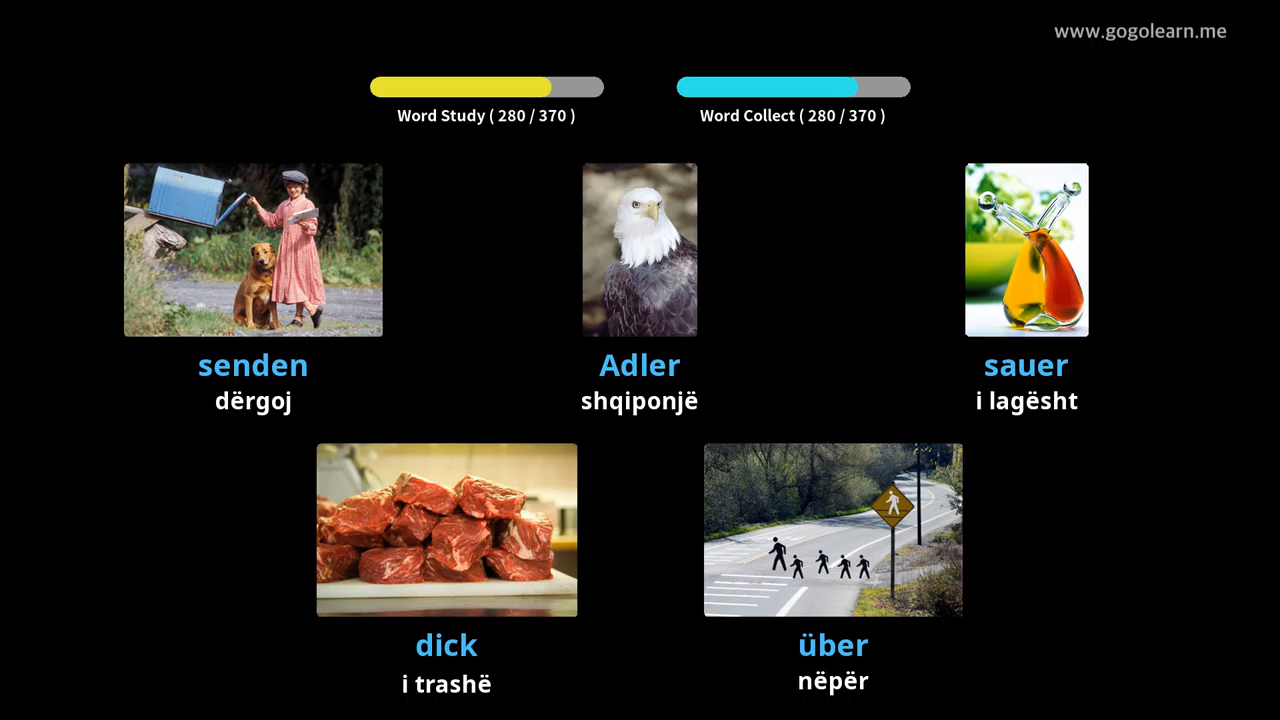 www.gogolearn.me
Word Study ( 280 / 370 )
Word Collect ( 280 / 370 )
senden
dërgoj
Adler
shqiponjë
sauer
i lagësht
dick
i trashë
über
nëpër